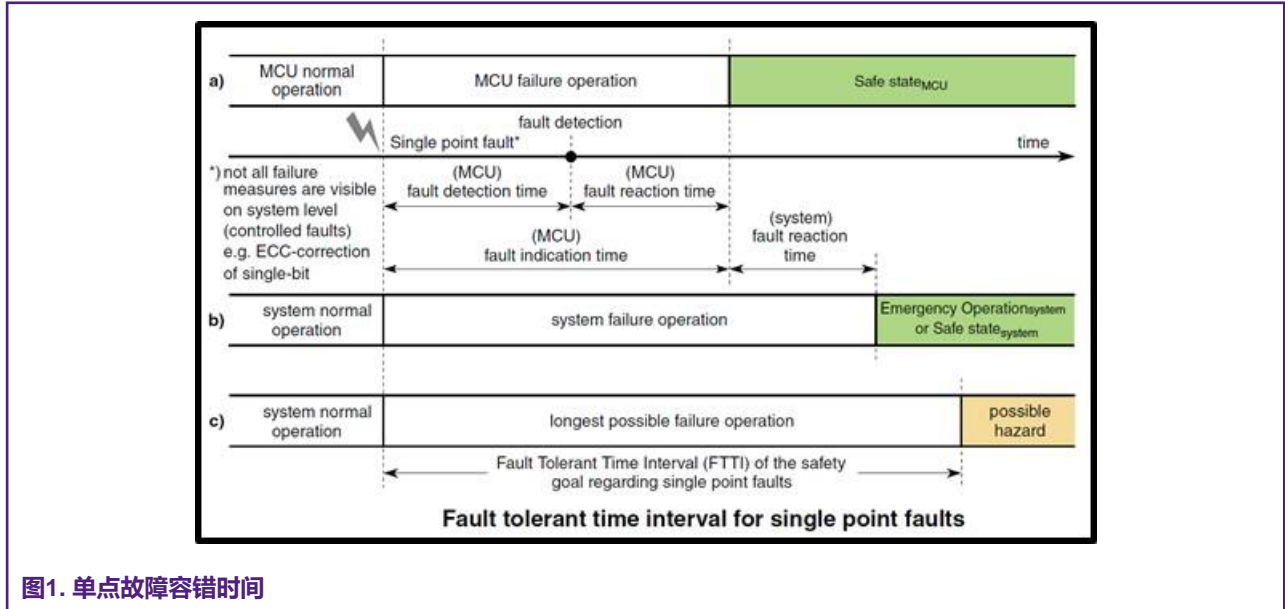 a)
MCU normal
operation
MCU failure operation
Safe stateMCU
fault detection
Single point fault*
time
*) not all failure
measures are visible
on system level
(controlled faults)
e.g. ECC-correction
of single-bit
(MCU)
fault detection time
(MCU)
fault reaction time
(MCU)
fault indication time
(system)
fault reaction
time
b)
system normal
operation
system failure operation
Emergency Operationsystem
or Safe statesystem
c)
system normal
operation
longest possible failure operation
possible
hazard
Fault Tolerant Time Interval (FTTI) of the safety
goal regarding single point faults
Fault tolerant time interval for single point faults
图1. 单点故障容错时间